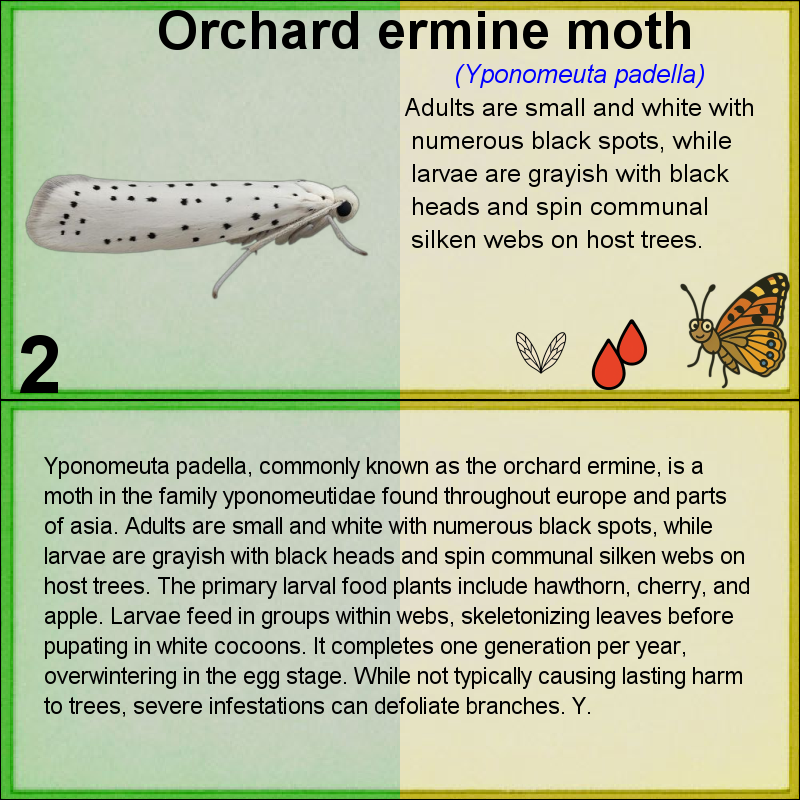 Orchard ermine moth
(Yponomeuta padella)
Adults are small and white with
numerous black spots, while
larvae are grayish with black
heads and spin communal
silken webs on host trees.
2
Yponomeuta padella, commonly known as the orchard ermine, is a
moth in the family yponomeutidae found throughout europe and parts
of asia. Adults are small and white with numerous black spots, while
larvae are grayish with black heads and spin communal silken webs on
host trees. The primary larval food plants include hawthorn, cherry, and
apple. Larvae feed in groups within webs, skeletonizing leaves before
pupating in white cocoons. It completes one generation per year,
overwintering in the egg stage. While not typically causing lasting harm
to trees, severe infestations can defoliate branches. Y.